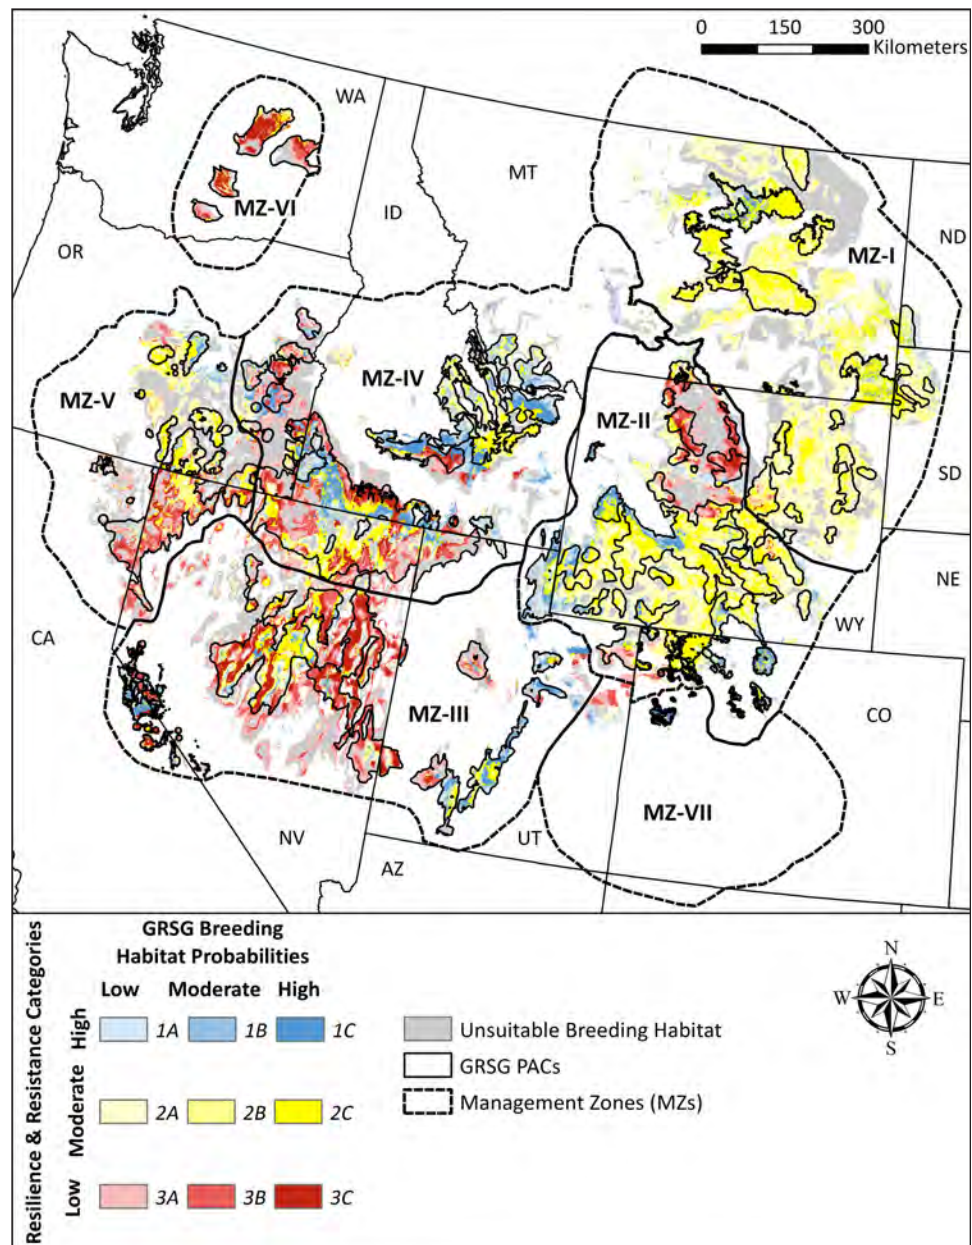 0 150 300
Kilometers
WA
MT
ID
ND
MZ-VI
OR
MZ-I
MZ-IV
MZ-V
MZ-II
SD
NE
WY
CA
MZ-III
CO
MZ-VII
NV
UT
AZ
GRSG Breeding
Habitat Probabilities
Low Moderate High
Resilience & Resistance Categories
High
1A 1B 1C
Moderate
2A 2B 2C
Low
3A 3B 3C
Unsuitable Breeding Habitat
GRSG PACs
Management Zones (MZs)
N
W E
S